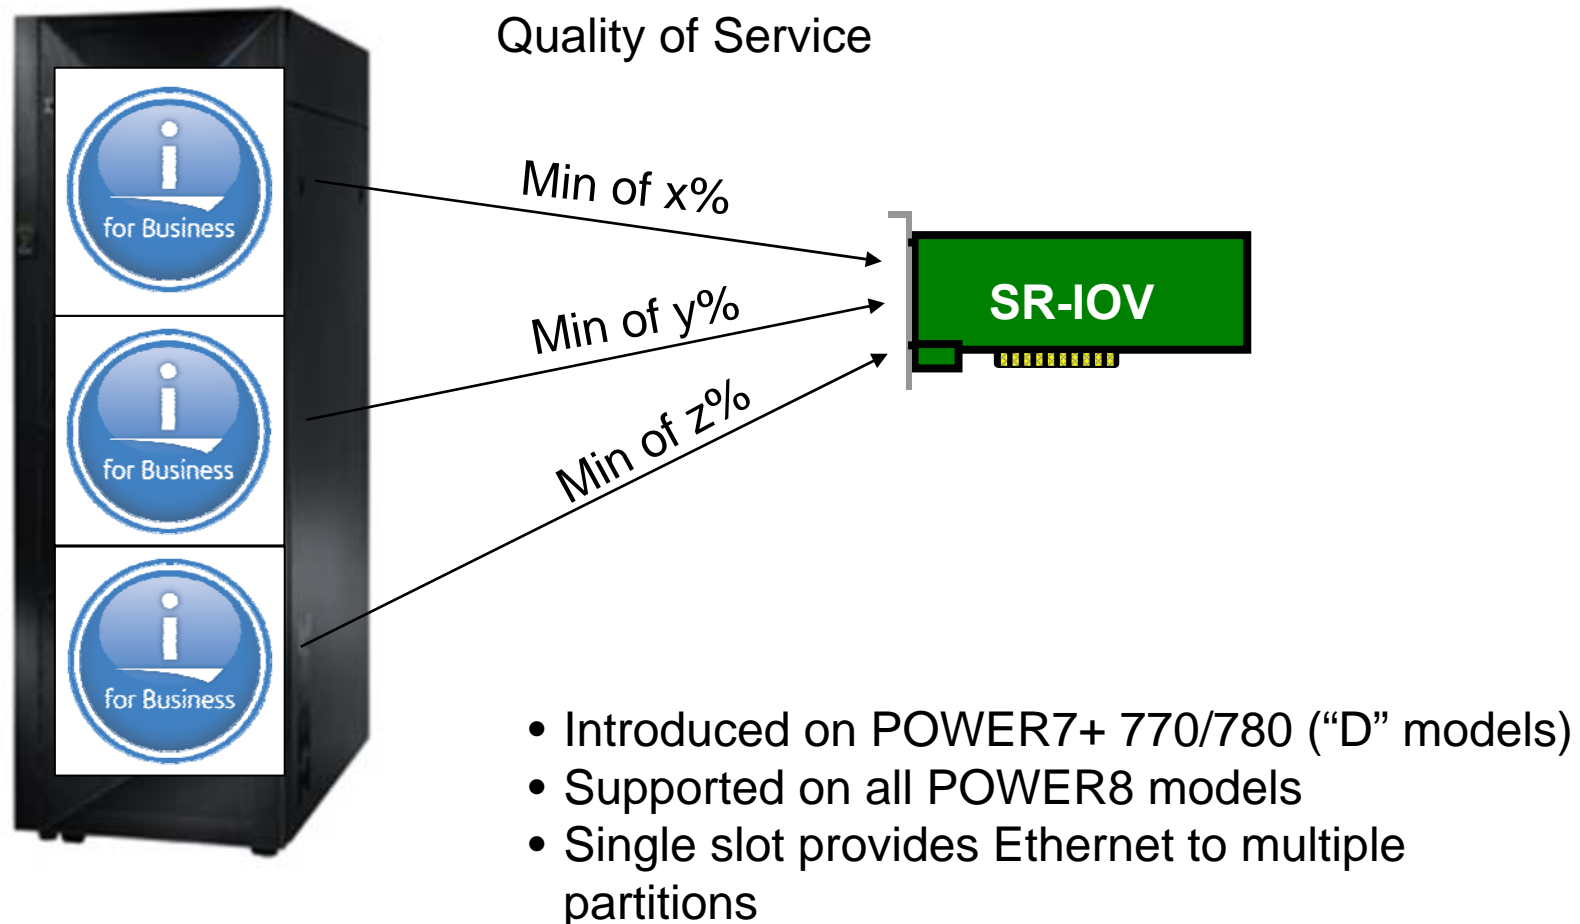 Quality of Service
i
for Business
Min of x%
SR-IOV
Min of y%
i
for Business
Min of z%
i
for Business
• Introduced on POWER7+ 770/780 (“D” models)
• Supported on all POWER8 models
• Single slot provides Ethernet to multiple
partitions